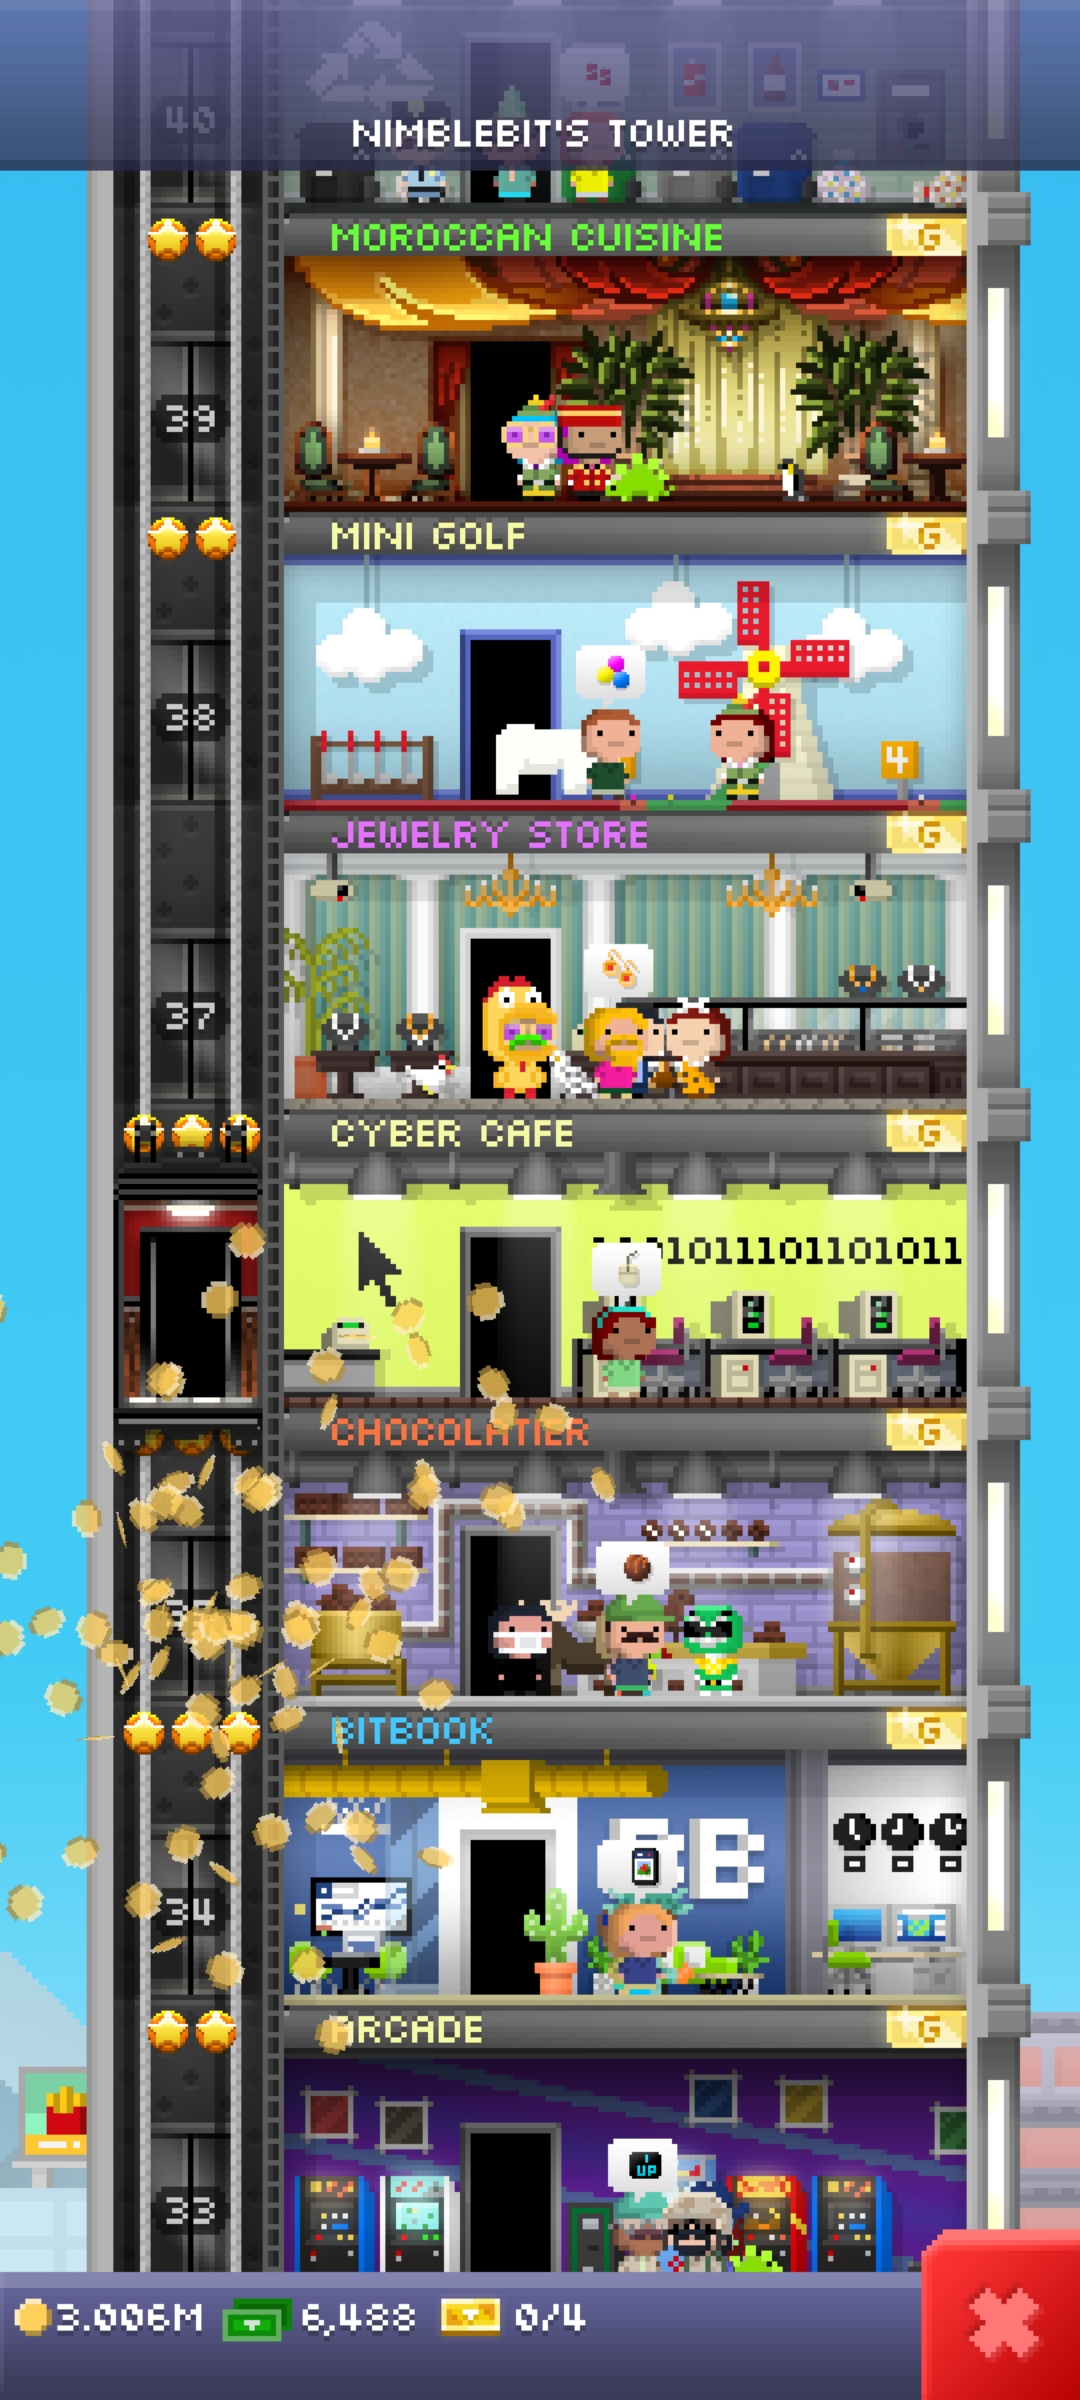 40
NIMBLEBIT'S TOWER
MOROCCAN CUISINE G
39
MINI GOLF G
38
4
JEWELRY STORE G
37
CYBER CAFE G
1011101101011
CHOCOLATIER G
BITBOOK G
B
34
ARCADE G
UP
33
3.006M 6,488 0/4